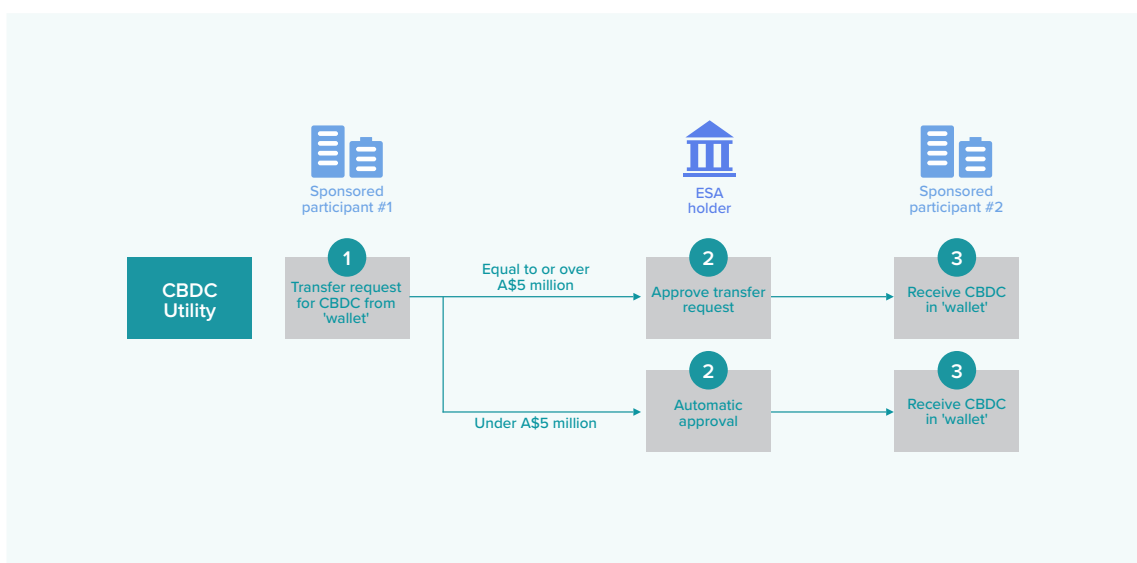 Sponsored
participant #1
ESA
holder
Sponsored
participant #2
CBDC
Utility
1
Transfer request
for CBDC from
'wallet'
Equal to or over
A$5 million
2
Approve transfer
request
3
Receive CBDC
in 'wallet'
Under A$5 million
2
Automatic
approval
3
Receive CBDC
in 'wallet'